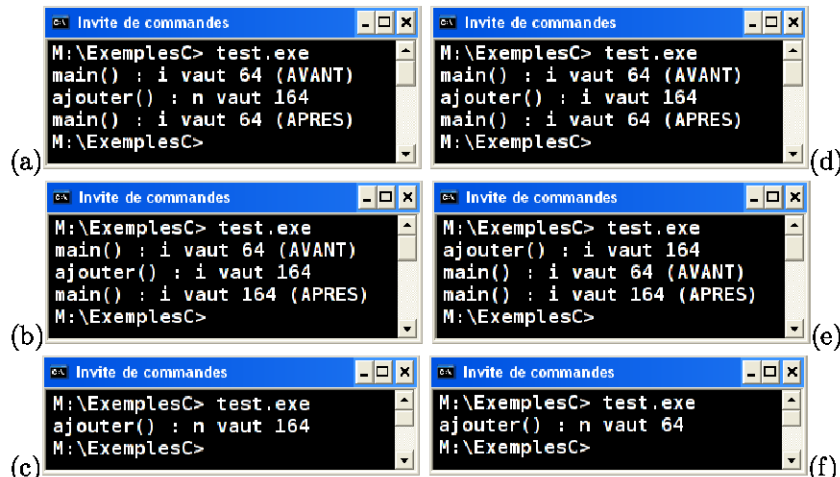 Invite de commandes
M:\ExemplesC> test.exe
main() : i vaut 64 (AVANT)
ajouter() : n vaut 164
main() : i vaut 64 (APRES)
M:\ExemplesC>
(a)
Invite de commandes
M:\ExemplesC> test.exe
main() : i vaut 64 (AVANT)
ajouter() : i vaut 164
main() : i vaut 64 (APRES)
M:\ExemplesC>
(d)
Invite de commandes
M:\ExemplesC> test.exe
main() : i vaut 64 (AVANT)
ajouter() : i vaut 164
main() : i vaut 164 (APRES)
M:\ExemplesC>
(b)
Invite de commandes
M:\ExemplesC> test.exe
ajouter() : i vaut 164
main() : i vaut 64 (AVANT)
main() : i vaut 164 (APRES)
M:\ExemplesC>
(e)
Invite de commandes
M:\ExemplesC> test.exe
ajouter() : n vaut 164
M:\ExemplesC>
(c)
Invite de commandes
M:\ExemplesC> test.exe
ajouter() : n vaut 64
M:\ExemplesC>
(f)